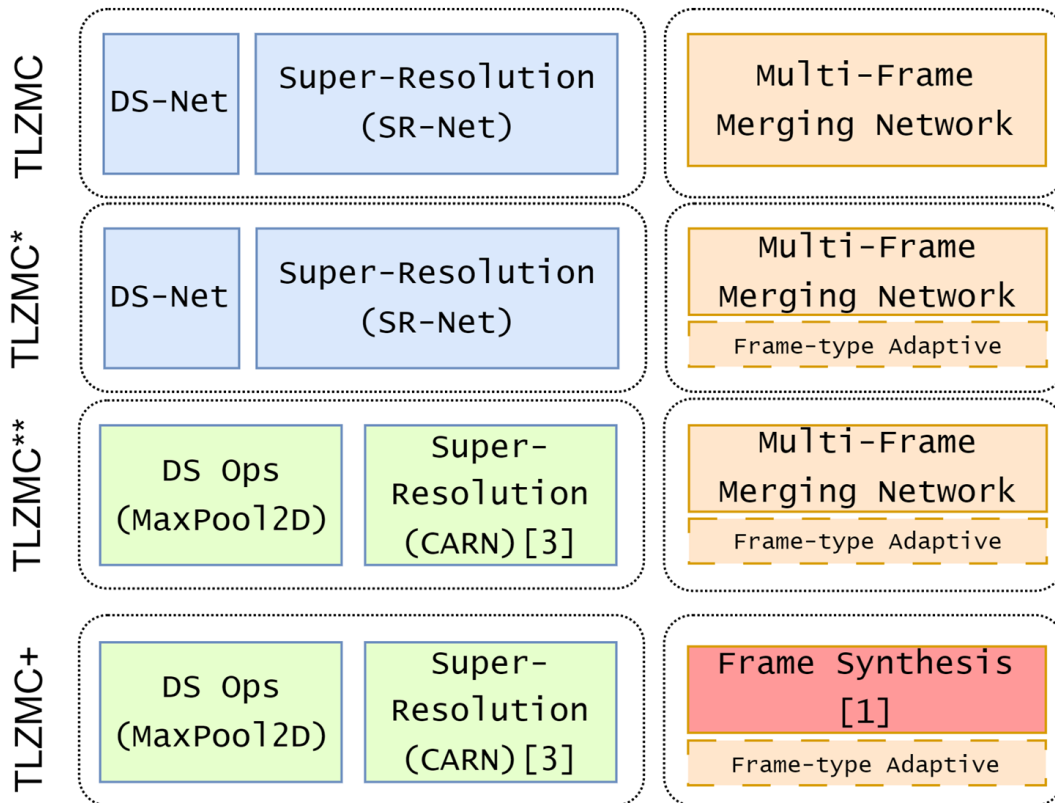 TLZMC
DS-Net
Super-Resolution
(SR-Net)
Multi-Frame
Merging Network
TLZMC*
DS-Net
Super-Resolution
(SR-Net)
Multi-Frame
Merging Network
Frame-type Adaptive
TLZMC**
DS Ops
(MaxPool2D)
Super-
Resolution
(CARN)[3]
Multi-Frame
Merging Network
Frame-type Adaptive
TLZMC+
DS Ops
(MaxPool2D)
Super-
Resolution
(CARN)[3]
Frame Synthesis
[1]
Frame-type Adaptive